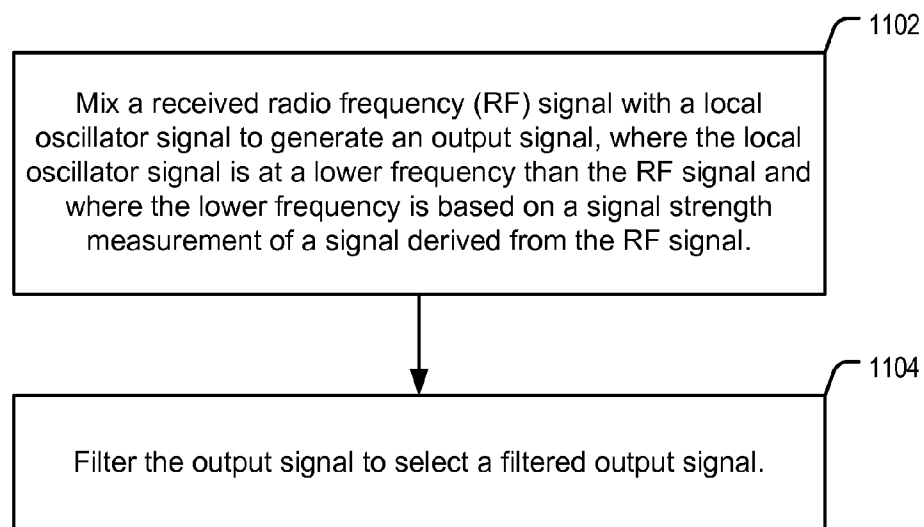 1102
Mix a received radio frequency (RF) signal with a local
oscillator signal to generate an output signal, where the local
oscillator signal is at a lower frequency than the RF signal and
where the lower frequency is based on a signal strength
measurement of a signal derived from the RF signal.
1104
Filter the output signal to select a filtered output signal.